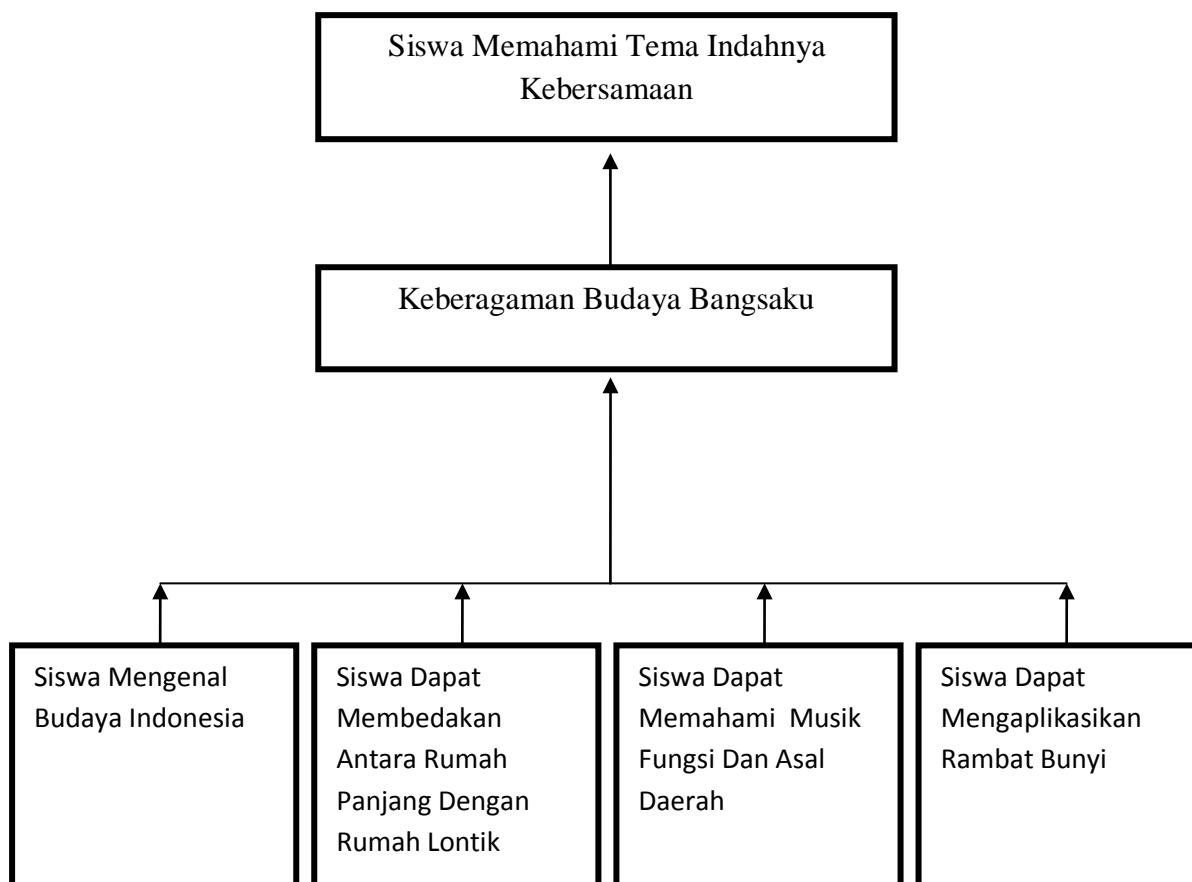 Siswa Memahami Tema Indahnya
Kebersamaan
Keberagaman Budaya Bangsaku
Siswa Mengenal
Budaya Indonesia
Siswa Dapat
Membedakan
Antara Rumah
Panjang Dengan
Rumah Lontik
Siswa Dapat
Memahami  Musik
Fungsi Dan Asal
Daerah
Siswa Dapat
Mengaplikasikan
Rambat Bunyi